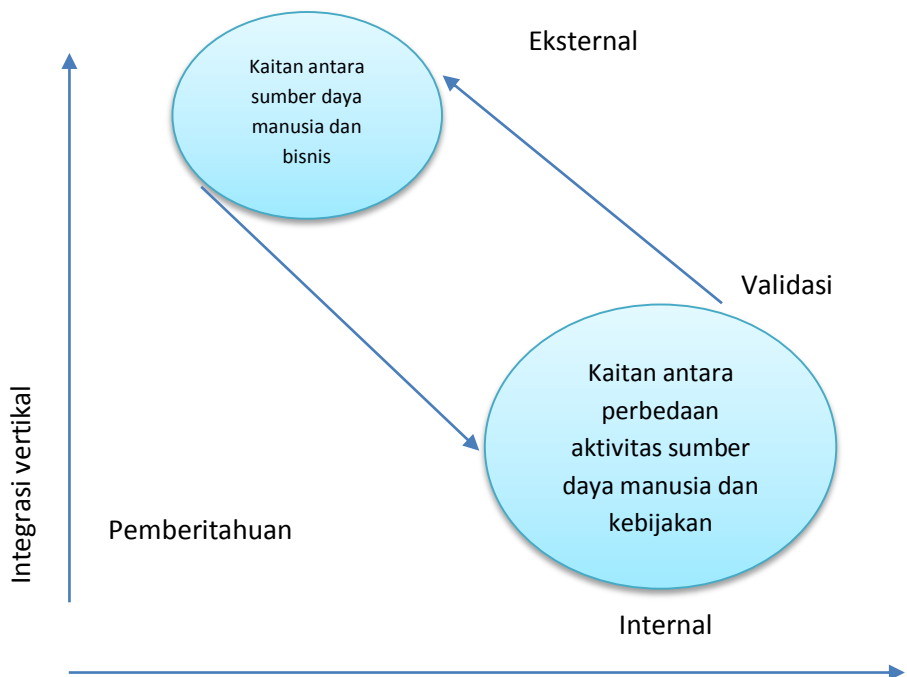 Eksternal
Kaitan antara
sumber daya
manusia dan
bisnis
Validasi
Kaitan antara
perbedaan
aktivitas sumber
daya manusia dan
kebijakan
Integrasi vertikal
Pemberitahuan
Internal